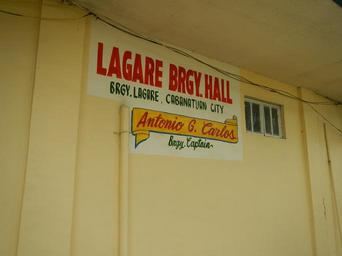 LAGARE BRGY. HALL
BRGY. LAGARE, CABANATUAN CITY
Antonio G. Carlos
Brgy. Captain